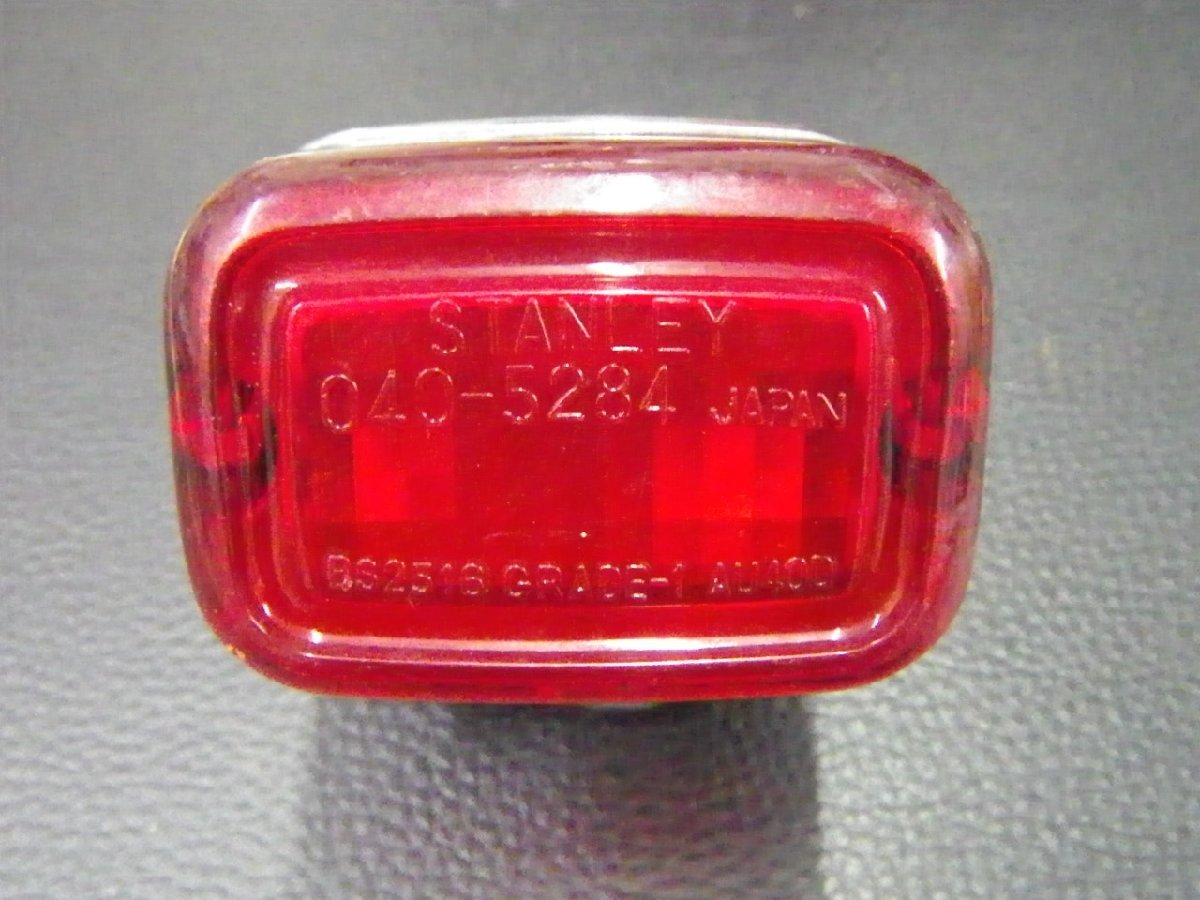 STANLEY
040-5284 JAPAN
BS2516 GRADE-1 AU40D